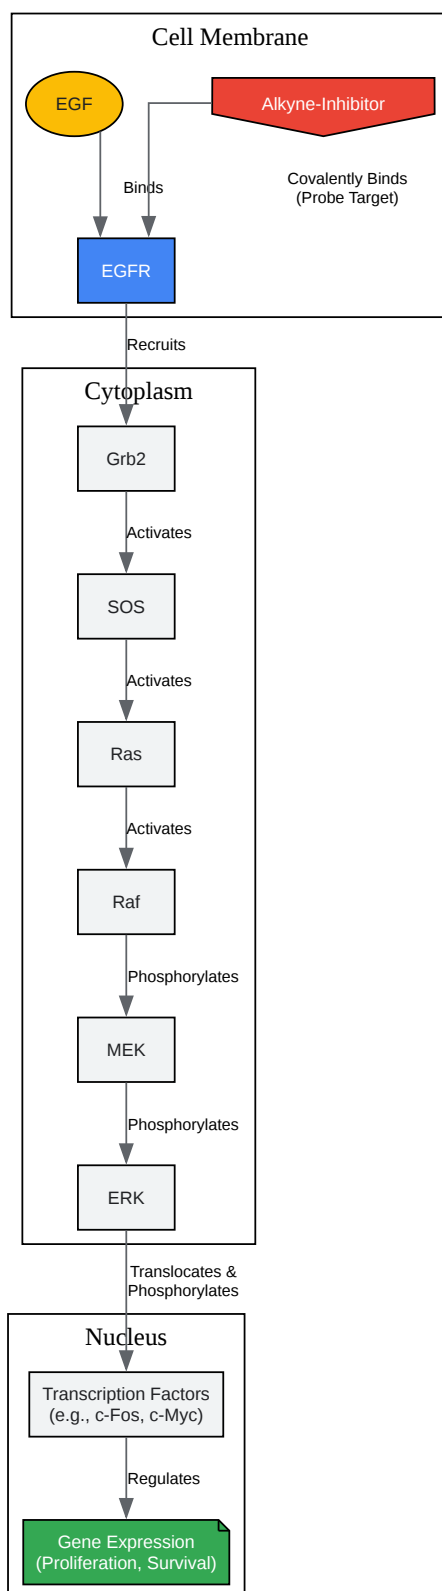 Cell Membrane
EGF
Alkyne-Inhibitor
Binds
Covalently Binds
(Probe Target)
EGFR
Recruits
Cytoplasm
Grb2
Activates
SOS
Activates
Ras
Activates
Raf
Phosphorylates
MEK
Phosphorylates
ERK
Translocates &
Phosphorylates
Nucleus
Transcription Factors
(e.g., c-Fos, c-Myc)
Regulates
Gene Expression
(Proliferation, Survival)